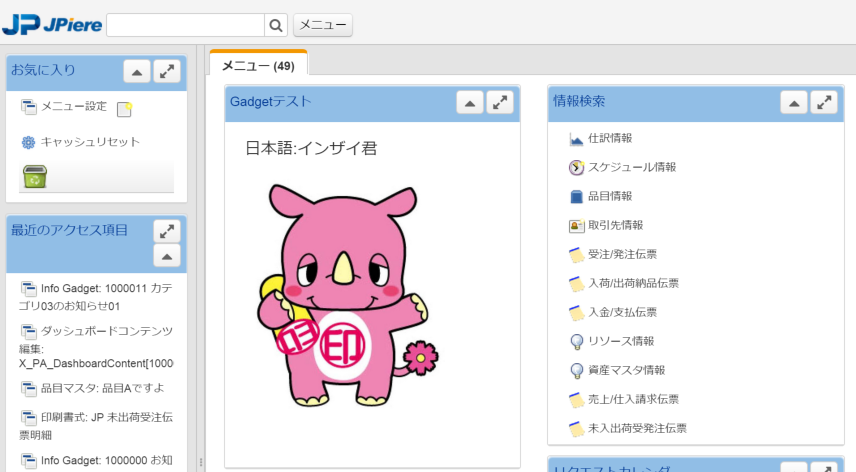 JPiere
メニュー
お気に入り
メニュー設定
キャッシュリセット
最近のアクセス項目
Info Gadget: 1000011 カテ
ゴリ03のお知らせ01
ダッシュボードコンテンツ
編集:
X_PA_DashboardContent[1000
品目マスタ: 品目Aですよ
印刷書式: JP 未出荷受注伝
票明細
Info Gadget: 1000000 お知
メニュー (49)
Gadgetテスト
日本語:インザイ君
印
情報検索
仕訳情報
スケジュール情報
品目情報
取引先情報
受注/発注伝票
入荷/出荷納品伝票
入金/支払伝票
リソース情報
資産マスタ情報
売上/仕入請求伝票
未入出荷受発注伝票
リクエストカレンダ